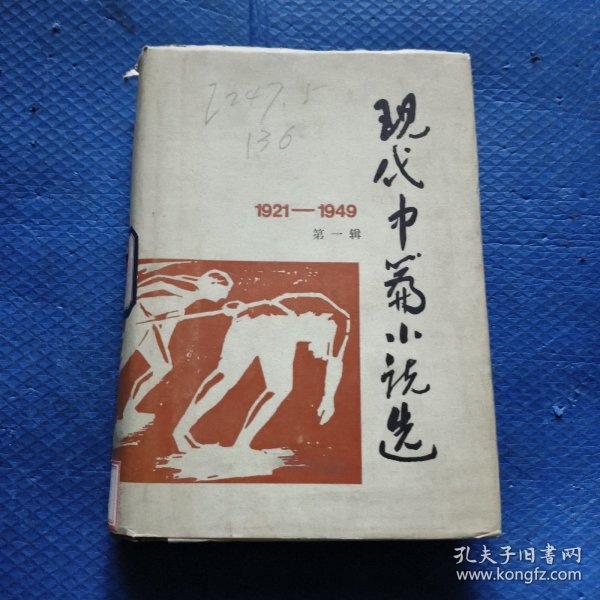 I247.5
136
现代中篇小说选
1921—1949
第一辑
孔夫子旧书网
www.kongfz.com